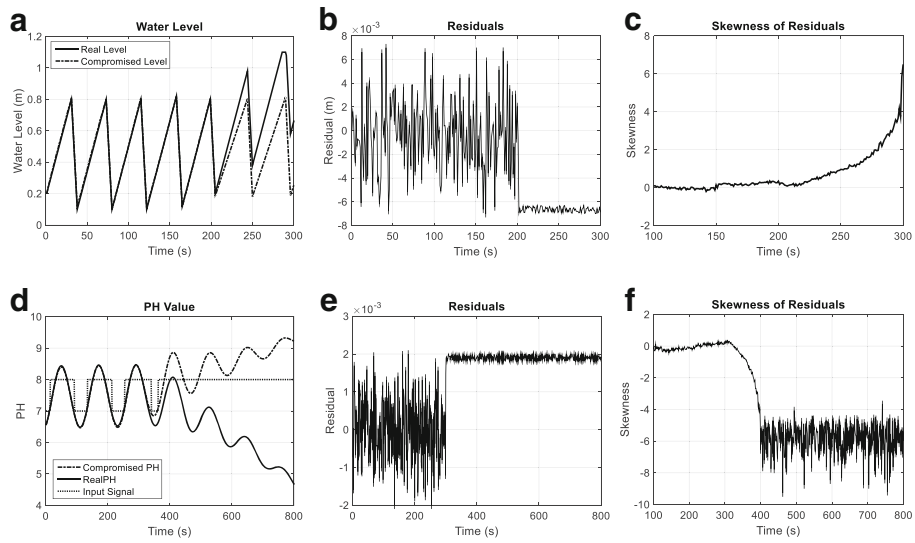 a
Water Level
1.2
1
0.8
0.6
0.4
0.2
0
Water Level (m)
Real Level
Compromised Level
0 50 100 150 200 250 300
Time (s)
b
×10⁻³
Residuals
8
6
4
2
0
-2
-4
-6
-8
Residual (m)
0 50 100 150 200 250 300
Time (s)
c
Skewness of Residuals
8
6
4
2
0
-2
Skewness
100 150 200 250 300
Time (s)
d
PH Value
10
9
8
7
6
5
4
PH
Compromised PH
RealPH
Input Signal
0 200 400 600 800
Time (s)
e
×10⁻³
Residuals
3
2
1
0
-1
-2
Residual
0 200 400 600 800
Time (s)
f
Skewness of Residuals
2
0
-2
-4
-6
-8
-10
Skewness
100 200 300 400 500 600 700 800
Time (s)